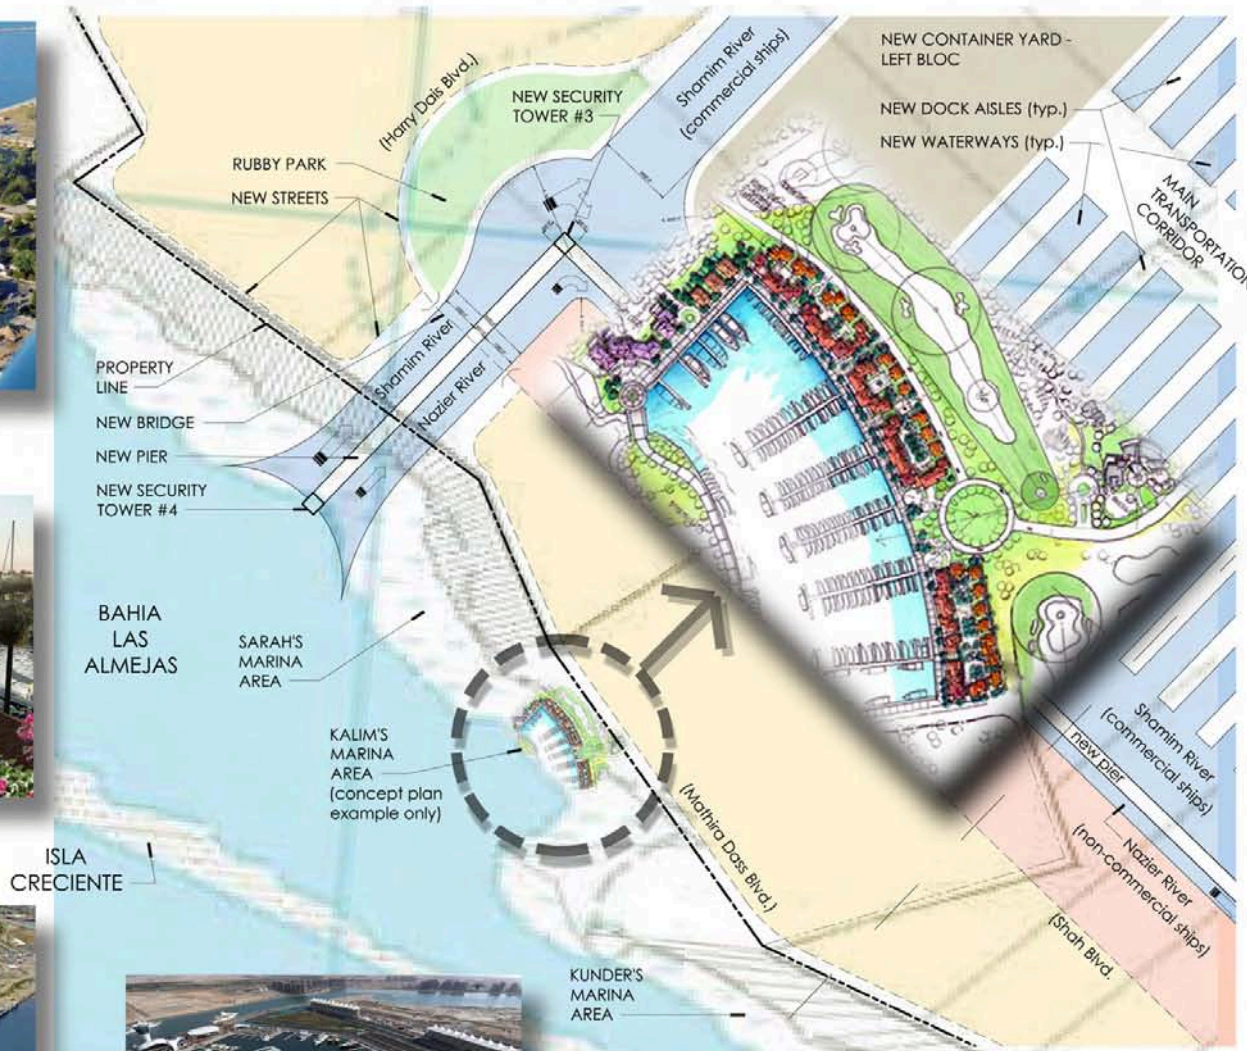 NEW CONTAINER YARD -
LEFT BLOC
NEW DOCK AISLES (typ.)
NEW WATERWAYS (typ.)
MAIN
TRANSPORTATION
CORRIDOR
Shamim River
(commercial ships)
(Harry Dais Blvd.)
NEW SECURITY
TOWER #3
RUBBY PARK
NEW STREETS
PROPERTY
LINE
NEW BRIDGE
NEW PIER
NEW SECURITY
TOWER #4
Shamim River
Nazier River
BAHIA
LAS
ALMEJAS
SARAH'S
MARINA
AREA
KALIM'S
MARINA
AREA
(concept plan
example only)
(Mathira Dass Blvd.)
ISLA
CRECIENTE
KUNDER'S
MARINA
AREA
new pier
Shamim River
(commercial ships)
Nazier River
(non-commercial ships)
(Shah Blvd.